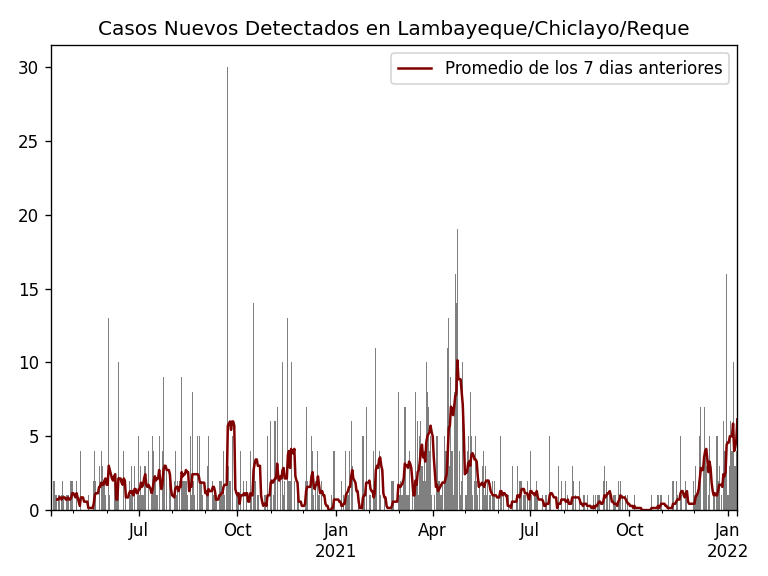 Casos Nuevos Detectados en Lambayeque/Chiclayo/Reque
Promedio de los 7 dias anteriores
30
25
20
15
10
5
0
Jul Oct Jan Apr Jul Oct Jan
2021 2022